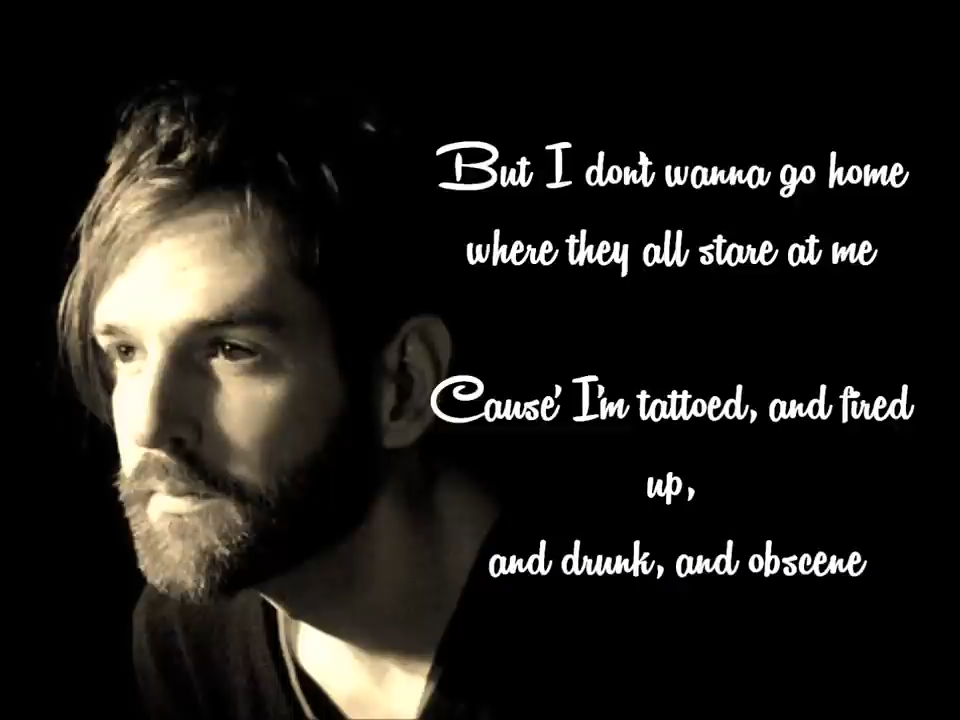 But I don't wanna go home
where they all stare at me
Cause' I'm tattoed, and fired
up,
and drunk, and obscene